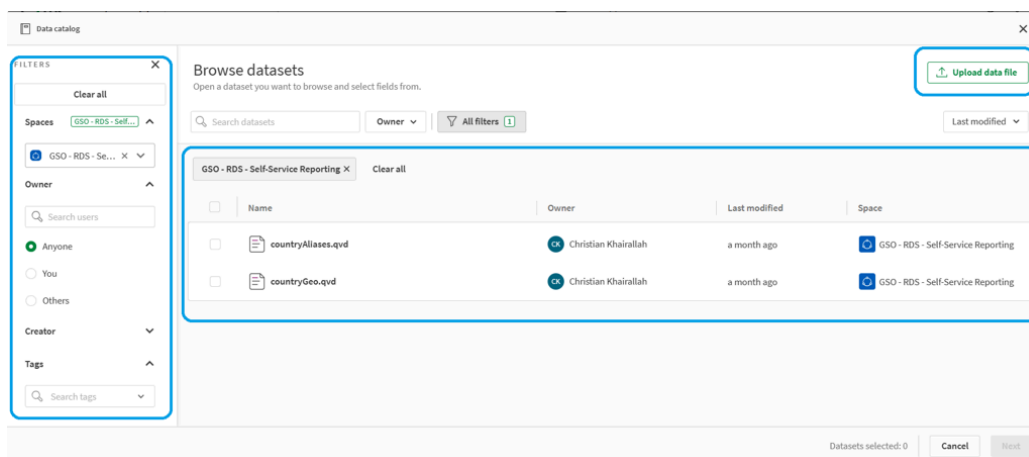 Data catalog
FILTERS
Clear all
Spaces GSO - RDS - Self...
GSO - RDS - Se...
Owner
Search users
Anyone
You
Others
Creator
Tags
Search tags
Browse datasets
Open a dataset you want to browse and select fields from.
Upload data file
Search datasets Owner All filters 1 Last modified
GSO - RDS - Self-Service Reporting Clear all
Name Owner Last modified Space
countryAliases.qvd CK Christian Khairallah a month ago GSO - RDS - Self-Service Reporting
countryGeo.qvd CK Christian Khairallah a month ago GSO - RDS - Self-Service Reporting
Datasets selected: 0 Cancel Next